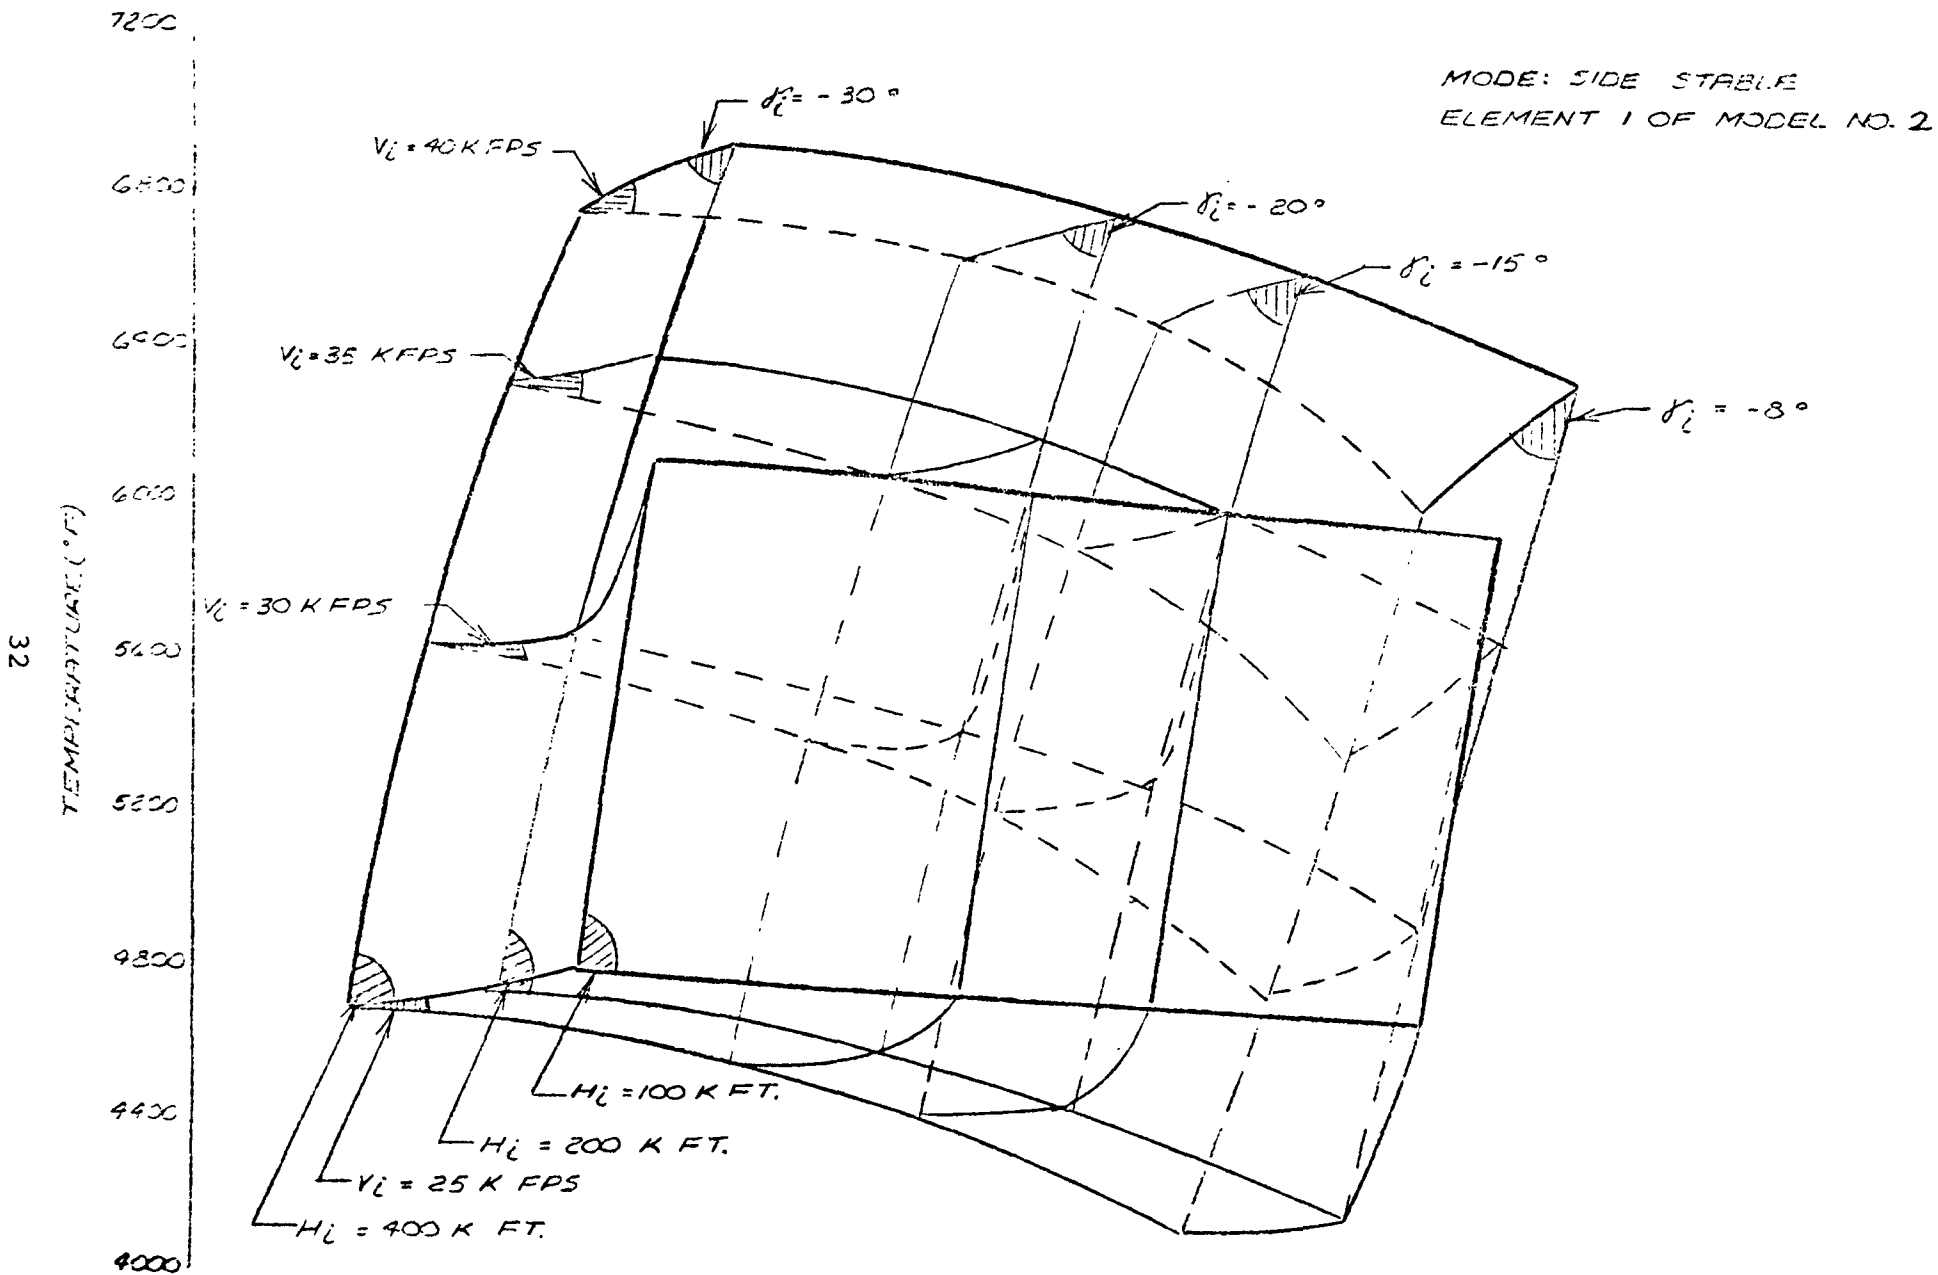 7200
MODE: SIDE STABLE
ELEMENT 1 OF MODEL NO. 2
γi = -30°
Vi = 40 K FPS
6800
γi = -20°
γi = -15°
6400
Vi = 35 KFPS
γi = -8°
6000
TEMPERATURE (°F.)
Vi = 30 K FPS
5600
32
5200
4800
4400
Hi = 100 K FT.
Hi = 200 K FT.
Vi = 25 K FPS
Hi = 400 K FT.
4000